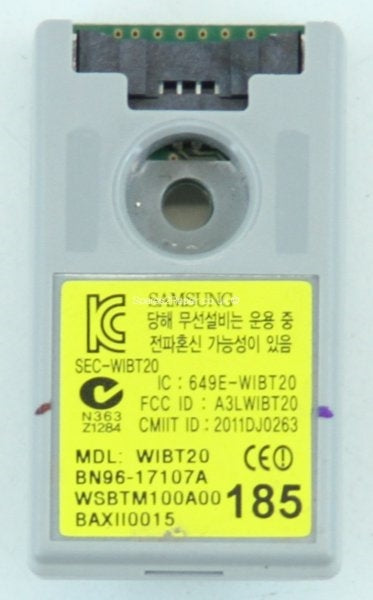 SAMSUNG
당해 무선설비는 운용 중
전파혼신 가능성이 있음
SEC-WIBT20
IC : 649E-WIBT20
FCC ID : A3LWIBT20
CMIIT ID : 2011DJ0263
N363
Z1284
MDL: WIBT20
BN96-17107A
WSBTM100A00
BAXII0015
185